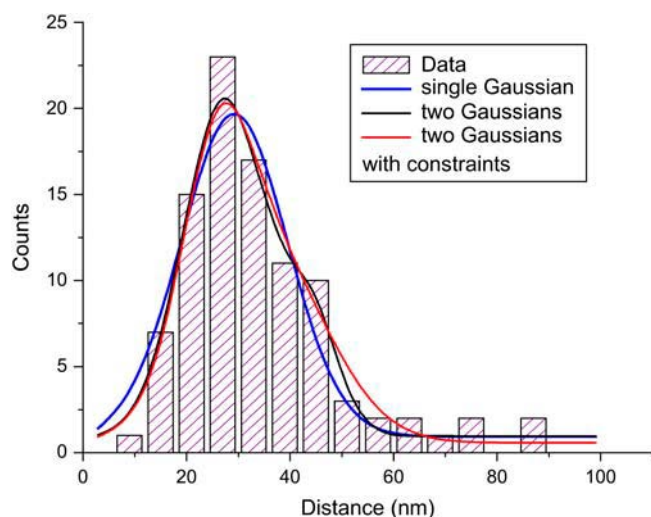 25
20
15
10
5
0
Counts
Data
single Gaussian
two Gaussians
two Gaussians
with constraints
0 20 40 60 80 100
Distance (nm)